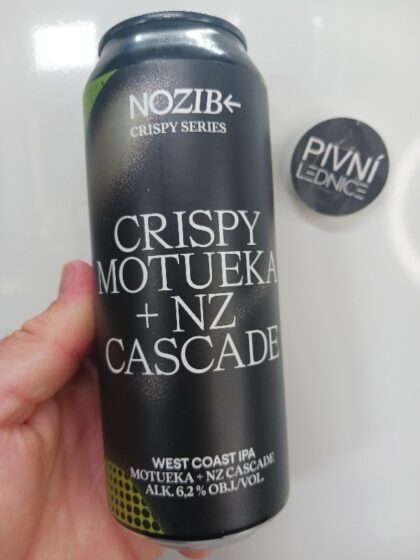 NOZIB←
CRISPY SERIES
PIVNÍ
LEDNICE
CRISPY
MOTUEKA
+ NZ
CASCADE
WEST COAST IPA
MOTUEKA + NZ CASCADE
ALK. 6,2 % OBJ./VOL.